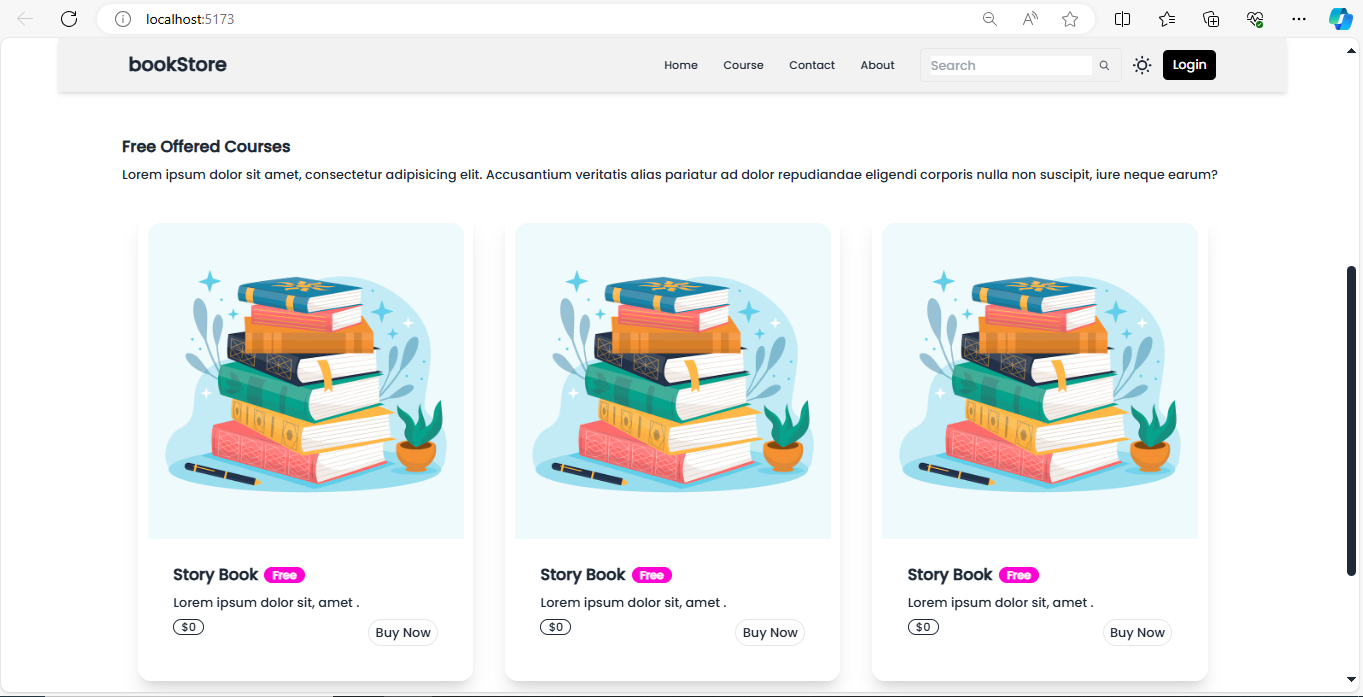 localhost:5173
bookStore Home Course Contact About Search Login
Free Offered Courses
Lorem ipsum dolor sit amet, consectetur adipisicing elit. Accusantium veritatis alias pariatur ad dolor repudiandae eligendi corporis nulla non suscipit, iure neque earum?
Story Book Free
Lorem ipsum dolor sit, amet .
$0
Buy Now
Story Book Free
Lorem ipsum dolor sit, amet .
$0
Buy Now
Story Book Free
Lorem ipsum dolor sit, amet .
$0
Buy Now